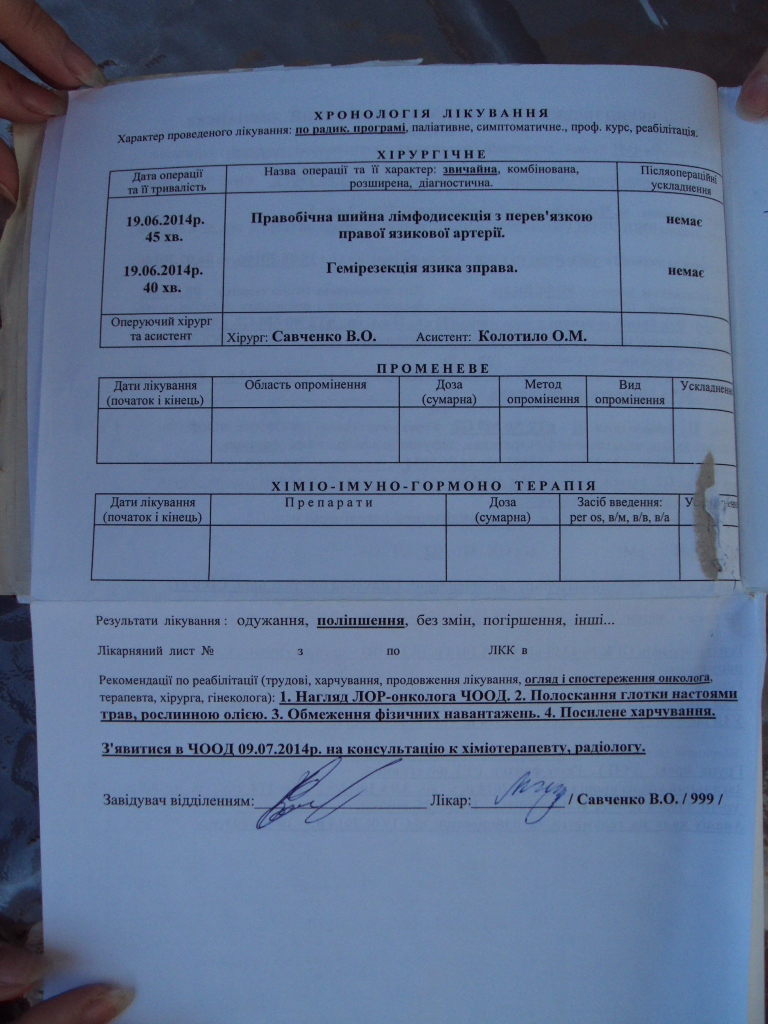 ХРОНОЛОГІЯ ЛІКУВАННЯ
Характер проведеного лікування: по радик. програмі, паліативне, симптоматичне., проф. курс, реабілітація.
ХІРУРГІЧНЕ
Дата операції та її тривалість
Назва операції та її характер: звичайна, комбінована, розширена, діагностична.
Післяопераційні ускладнення
19.06.2014р. 45 хв.
Правобічна шийна лімфодисекція з перев'язкою правої язикової артерії.
немає
19.06.2014р. 40 хв.
Гемірезекція язика зправа.
немає
Оперуючий хірург та асистент
Хірург: Савченко В.О. Асистент: Колотило О.М.
ПРОМЕНЕВЕ
Дати лікування (початок і кінець)
Область опромінення
Доза (сумарна)
Метод опромінення
Вид опромінення
Ускладнення
ХІМІО-ІМУНО-ГОРМОНО ТЕРАПІЯ
Дати лікування (початок і кінець)
Препарати
Доза (сумарна)
Засіб введення: per os, в/м, в/в, в/а
Результати лікування : одужання, поліпшення, без змін, погіршення, інші...
Лікарняний лист № з по ЛКК в
Рекомендації по реабілітації (трудові, харчування, продовження лікування, огляд і спостереження онколога,
терапевта, хірурга, гінеколога): 1. Нагляд ЛОР-онколога ЧООД. 2. Полоскання глотки настоями
трав, рослинною олією. 3. Обмеження фізичних навантажень. 4. Посилене харчування.
З'явитися в ЧООД 09.07.2014р. на консультацію к хіміотерапевту, радіологу.
Завідувач відділенням: Лікар: / Савченко В.О. / 999 /